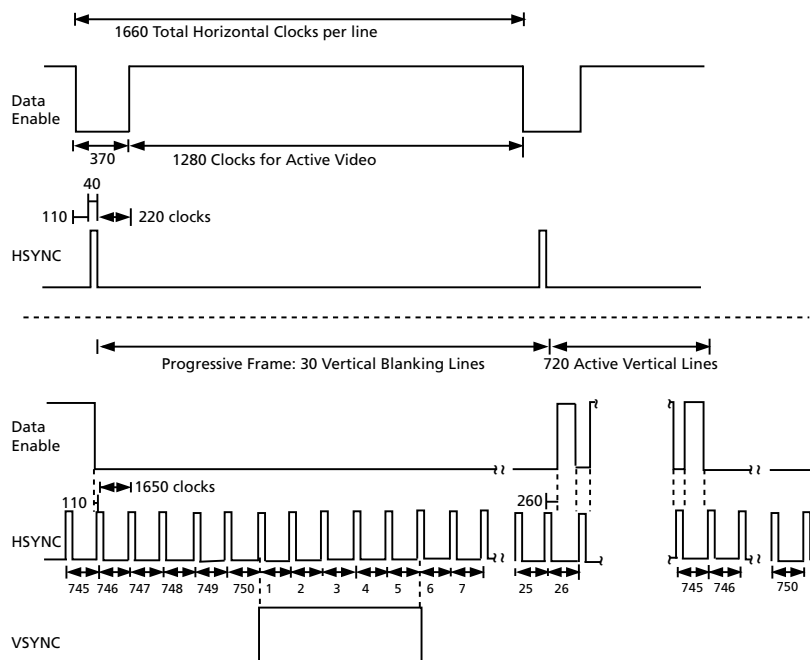 1660 Total Horizontal Clocks per line
Data
Enable
370
1280 Clocks for Active Video
40
110
220 clocks
HSYNC
Progressive Frame: 30 Vertical Blanking Lines
720 Active Vertical Lines
Data
Enable
110
1650 clocks
260
HSYNC
745 746 747 748 749 750 1 2 3 4 5 6 7 25 26 745 746 750
VSYNC